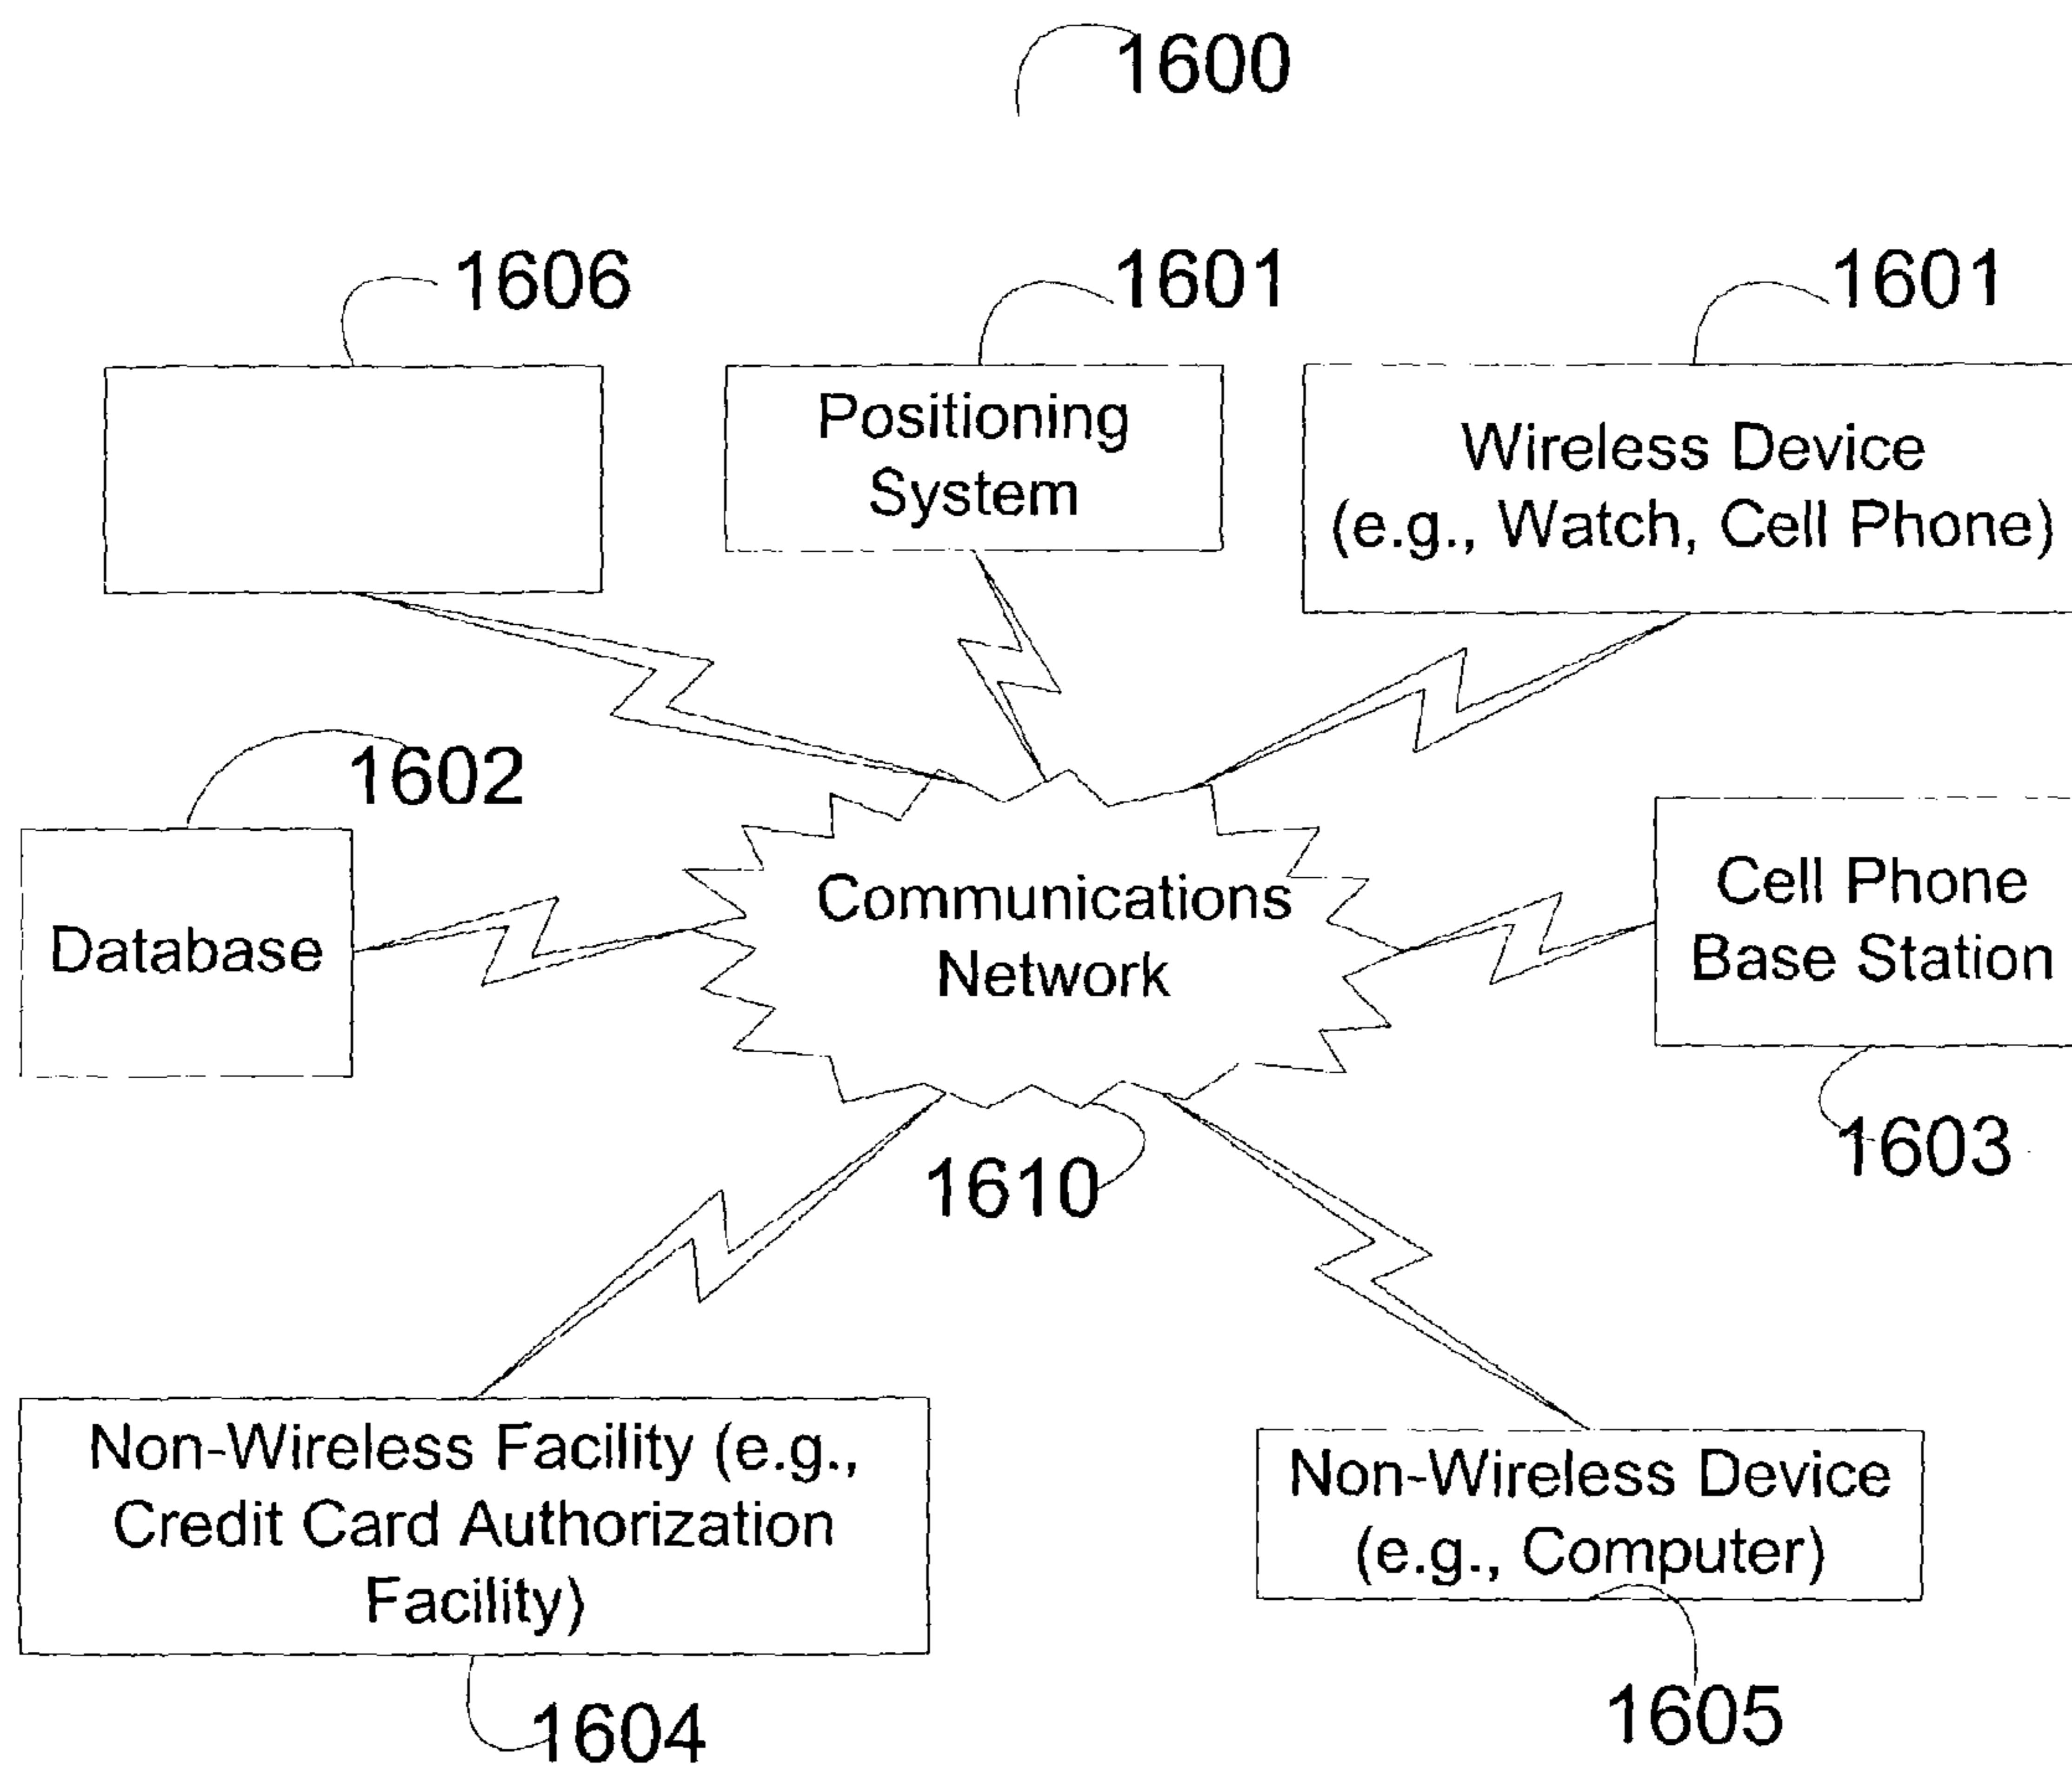 1600
1606
1601
1601
Positioning
System
Wireless Device
(e.g., Watch, Cell Phone)
1602
Database
Communications
Network
Cell Phone
Base Station
1603
1610
Non-Wireless Facility (e.g.,
Credit Card Authorization
Facility)
Non-Wireless Device
(e.g., Computer)
1604
1605